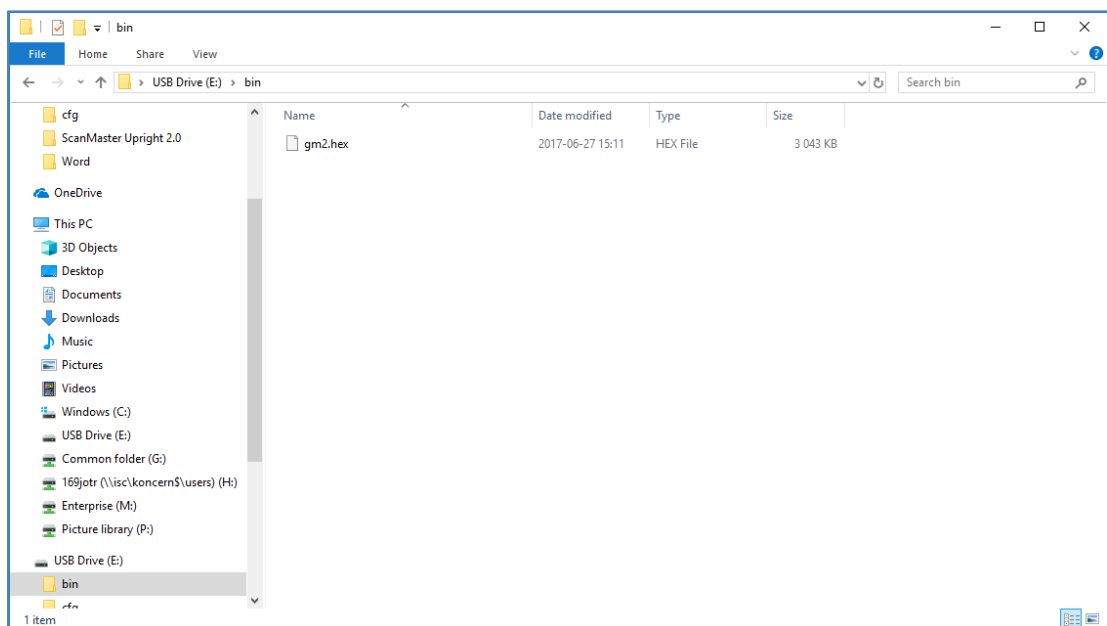 bin
File Home Share View
USB Drive (E:) bin Search bin
cfg
ScanMaster Upright 2.0
Word
OneDrive
This PC
3D Objects
Desktop
Documents
Downloads
Music
Pictures
Videos
Windows (C:)
USB Drive (E:)
Common folder (G:)
169jotr (\\isc\koncern$\users) (H:)
Enterprise (M:)
Picture library (P:)
USB Drive (E:)
bin
cfg
Name Date modified Type Size
gm2.hex 2017-06-27 15:11 HEX File 3 043 KB
1 item